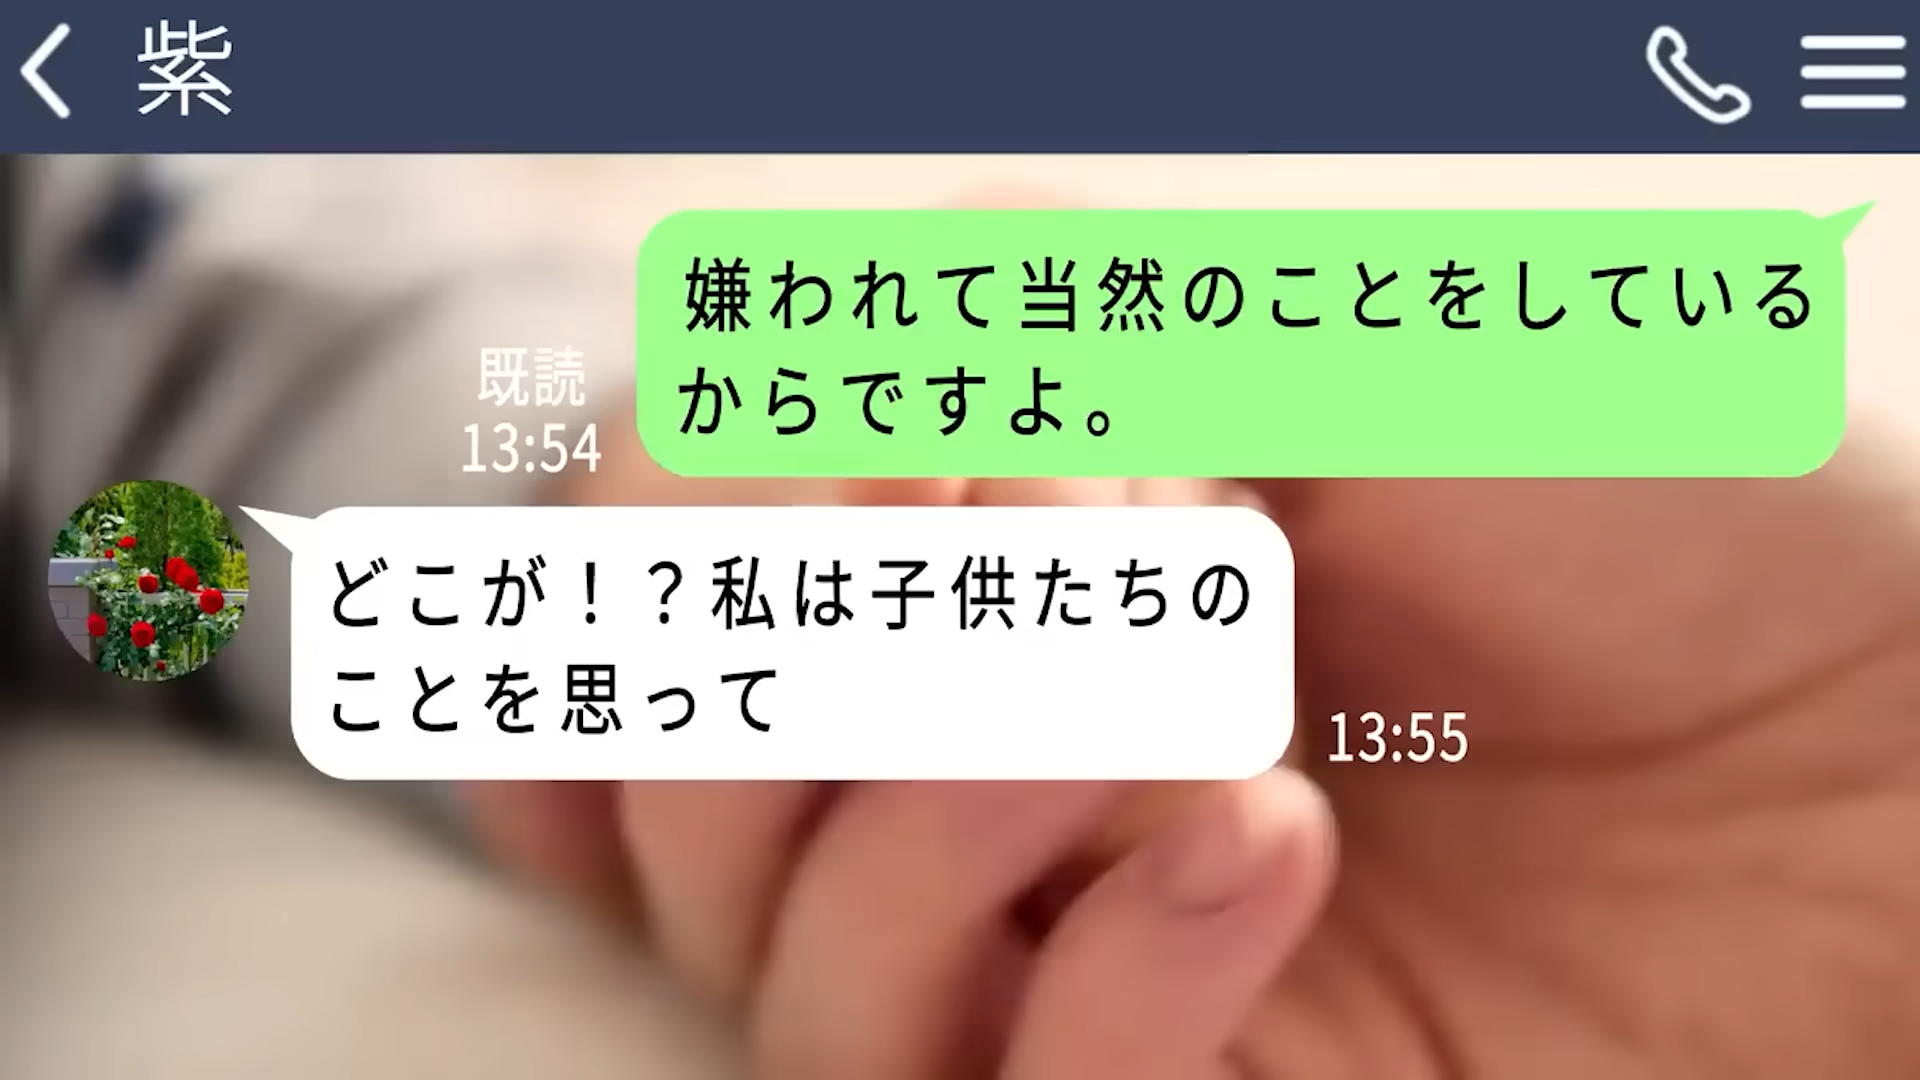 紫
嫌われて当然のことをしている
からですよ。
既読
13:54
どこが！？私は子供たちの
ことを思って
13:55